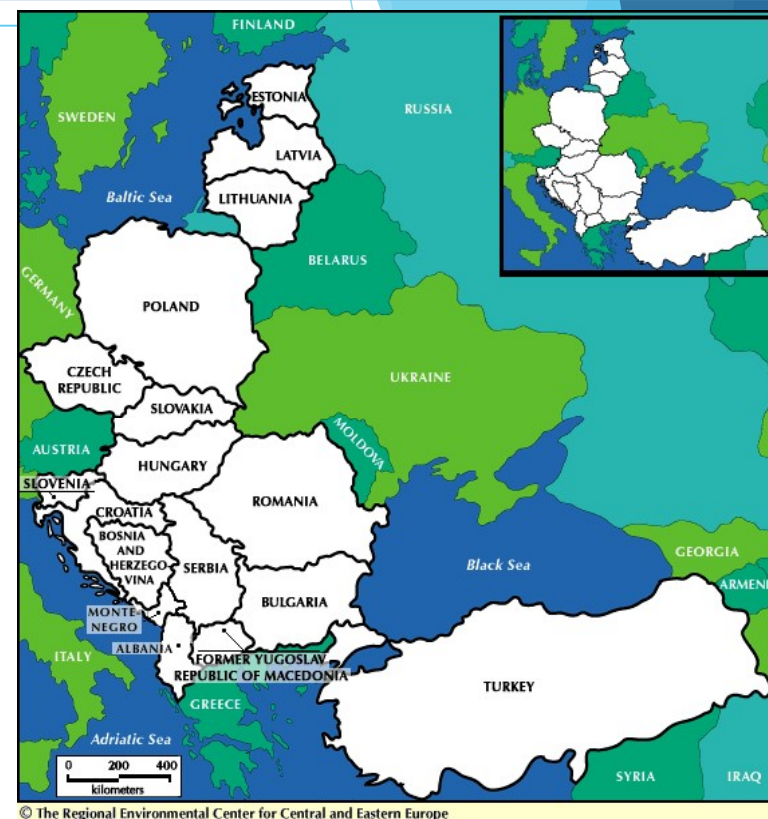 FINLAND
ESTONIA
SWEDEN
RUSSIA
LATVIA
Baltic Sea
LITHUANIA
BELARUS
GERMANY
POLAND
CZECH
REPUBLIC
UKRAINE
SLOVAKIA
AUSTRIA
MOLDOVA
HUNGARY
SLOVENIA
ROMANIA
CROATIA
BOSNIA
AND
HERZEGO
VINA
SERBIA
Black Sea
GEORGIA
ARMENI
BULGARIA
MONTE-
NEGRO
ALBANIA
ITALY
FORMER YUGOSLAV
REPUBLIC OF MACEDONIA
TURKEY
GREECE
Adriatic Sea
0 200 400
kilometers
SYRIA
IRAQ
© The Regional Environmental Center for Central and Eastern Europe